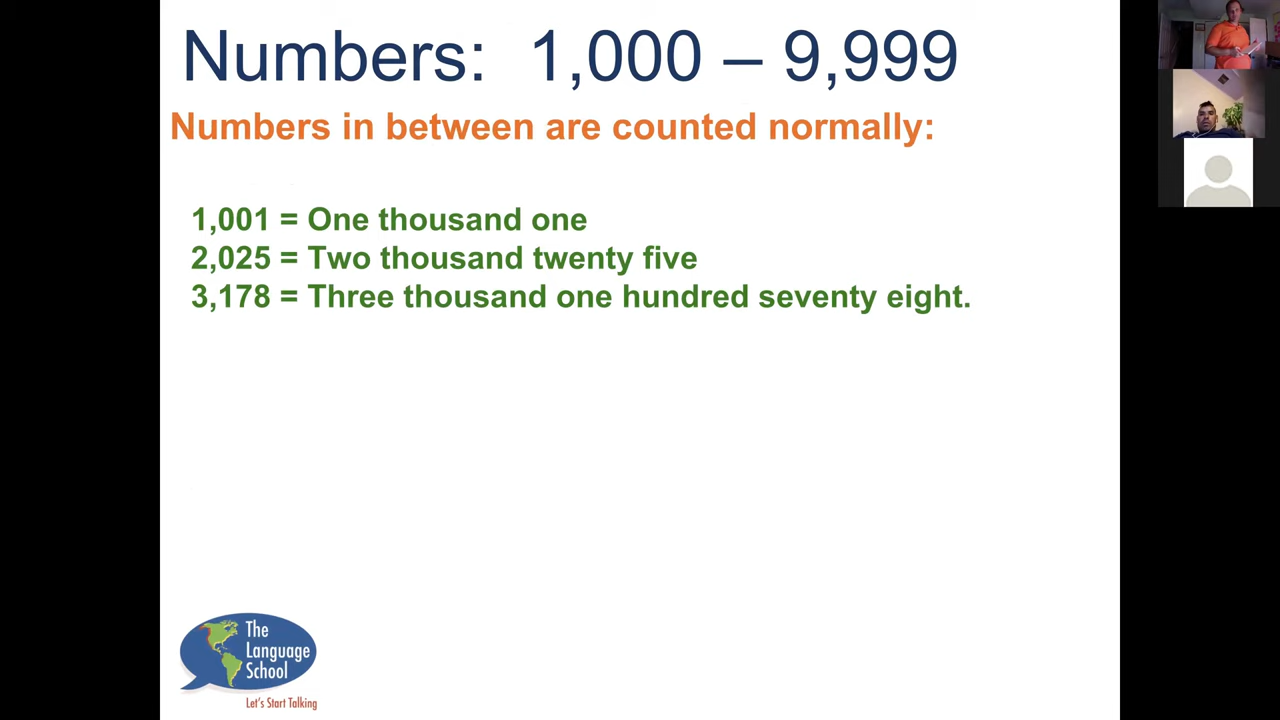 Numbers: 1,000 – 9,999
Numbers in between are counted normally:
1,001 = One thousand one
2,025 = Two thousand twenty five
3,178 = Three thousand one hundred seventy eight.
The
Language
School
Let's Start Talking